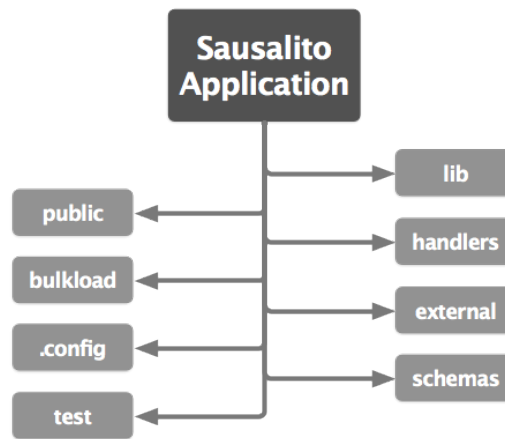 Sausalito
Application
public
bulkload
.config
test
lib
handlers
external
schemas